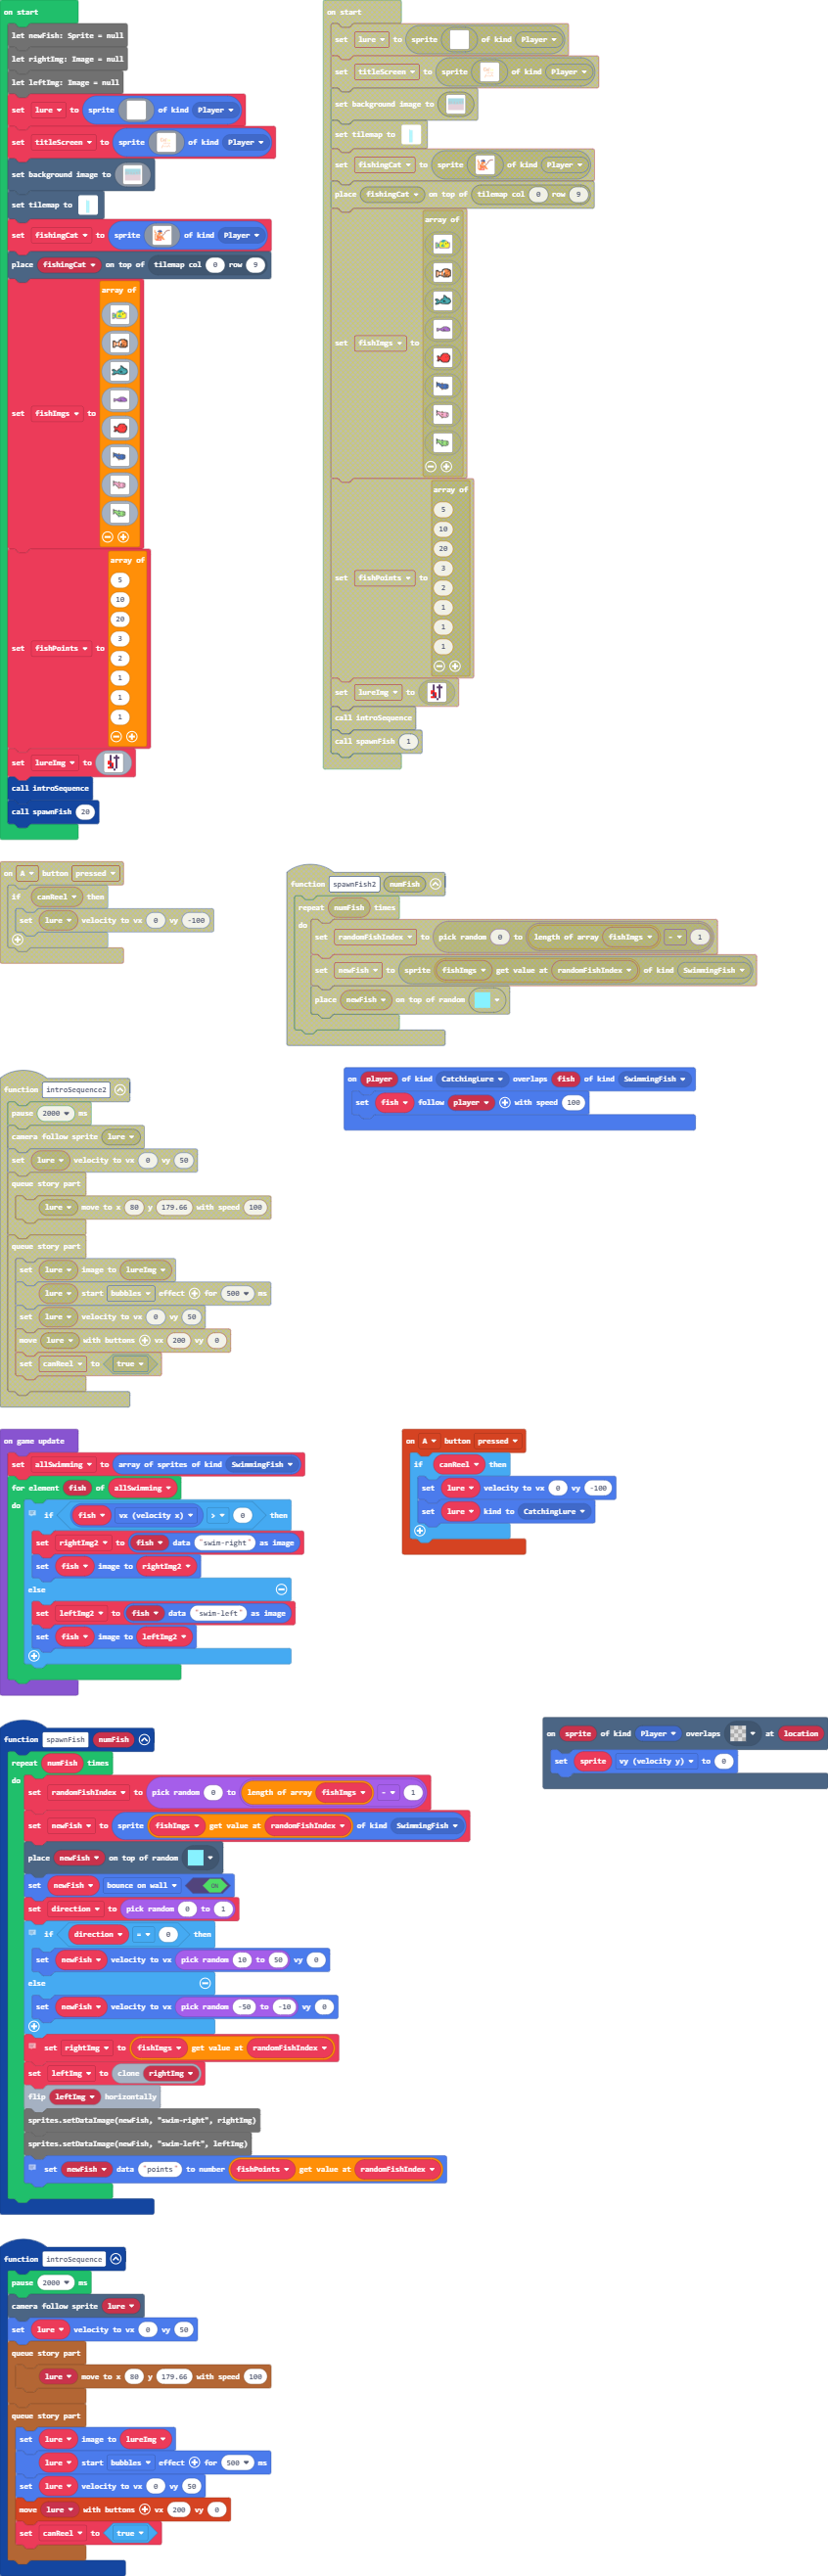 on start
let newFish: Sprite = null
let rightImg: Image = null
let leftImg: Image = null
set lure to sprite of kind Player
set titleScreen to sprite of kind Player
set background image to
set tilemap to
set fishingCat to sprite of kind Player
place fishingCat on top of tilemap col 0 row 9
array of
set fishImgs to
array of
5
10
20
3
set fishPoints to
2
1
1
1
set lureImg to
call introSequence
call spawnFish 20
on start
set lure to sprite of kind Player
set titleScreen to sprite of kind Player
set background image to
set tilemap to
set fishingCat to sprite of kind Player
place fishingCat on top of tilemap col 0 row 9
array of
set fishImgs to
array of
5
10
20
3
set fishPoints to
2
1
1
1
set lureImg to
call introSequence
call spawnFish 1
on A button pressed
if canReel then
set lure velocity to vx 0 vy -100
function spawnFish2 numFish
repeat numFish times
do
set randomFishIndex to pick random 0 to length of array fishImgs - 1
set newFish to sprite fishImgs get value at randomFishIndex of kind SwimmingFish
place newFish on top of random
function introSequence2
pause 2000 ms
camera follow sprite lure
set lure velocity to vx 0 vy 50
queue story part
lure move to x 80 y 179.66 with speed 100
queue story part
set lure image to lureImg
lure start bubbles effect for 500 ms
set lure velocity to vx 0 vy 50
move lure with buttons vx 200 vy 0
set canReel to true
on player of kind CatchingLure overlaps fish of kind SwimmingFish
set fish follow player with speed 100
on game update
set allSwimming to array of sprites of kind SwimmingFish
for element fish of allSwimming
do
if fish vx (velocity x) > 0 then
set rightImg2 to fish data "swim-right" as image
set fish image to rightImg2
else
set leftImg2 to fish data "swim-left" as image
set fish image to leftImg2
on A button pressed
if canReel then
set lure velocity to vx 0 vy -100
set lure kind to CatchingLure
function spawnFish numFish
repeat numFish times
do
set randomFishIndex to pick random 0 to length of array fishImgs - 1
set newFish to sprite fishImgs get value at randomFishIndex of kind SwimmingFish
place newFish on top of random
set newFish bounce on wall ON
set direction to pick random 0 to 1
if direction = 0 then
set newFish velocity to vx pick random 10 to 50 vy 0
else
set newFish velocity to vx pick random -50 to -10 vy 0
set rightImg to fishImgs get value at randomFishIndex
set leftImg to clone rightImg
flip leftImg horizontally
sprites.setDataImage(newFish, "swim-right", rightImg)
sprites.setDataImage(newFish, "swim-left", leftImg)
set newFish data "points" to number fishPoints get value at randomFishIndex
on sprite of kind Player overlaps at location
set sprite vy (velocity y) to 0
function introSequence
pause 2000 ms
camera follow sprite lure
set lure velocity to vx 0 vy 50
queue story part
lure move to x 80 y 179.66 with speed 100
queue story part
set lure image to lureImg
lure start bubbles effect for 500 ms
set lure velocity to vx 0 vy 50
move lure with buttons vx 200 vy 0
set canReel to true